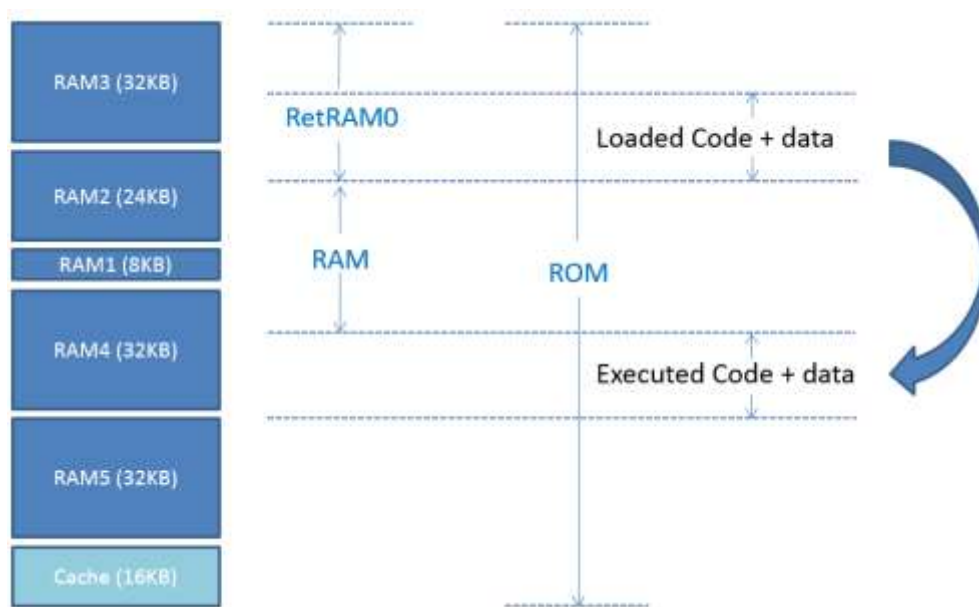 RAM3 (32KB)
RetRAM0
Loaded Code + data
RAM2 (24KB)
RAM
ROM
RAM1 (8KB)
RAM4 (32KB)
Executed Code + data
RAM5 (32KB)
Cache (16KB)